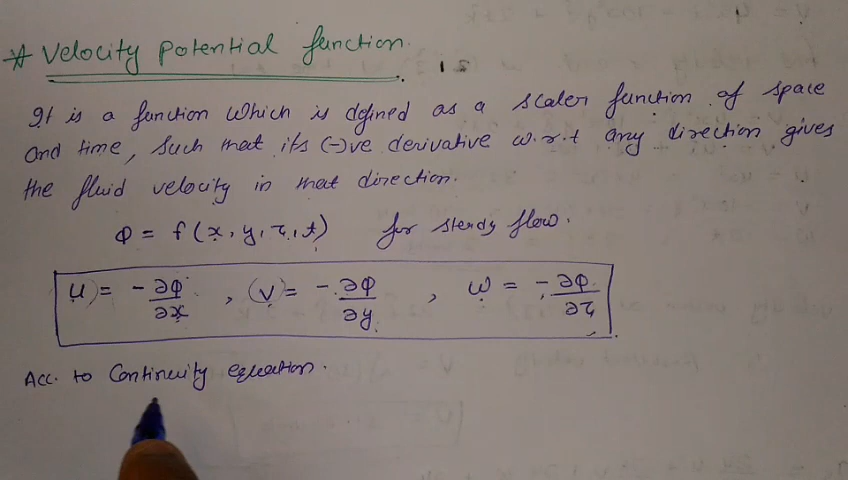 * Velocity potential function.
It is a function which is defined as a scaler function of space
and time, such that its (-)ve derivative w.r.t any direction gives
the fluid velocity in that direction.
Φ = f(x, y, z, t) for steady flow.
u = -∂Φ/∂x , v = -∂Φ/∂y , w = -∂Φ/∂z
Acc. to Continuity equation.